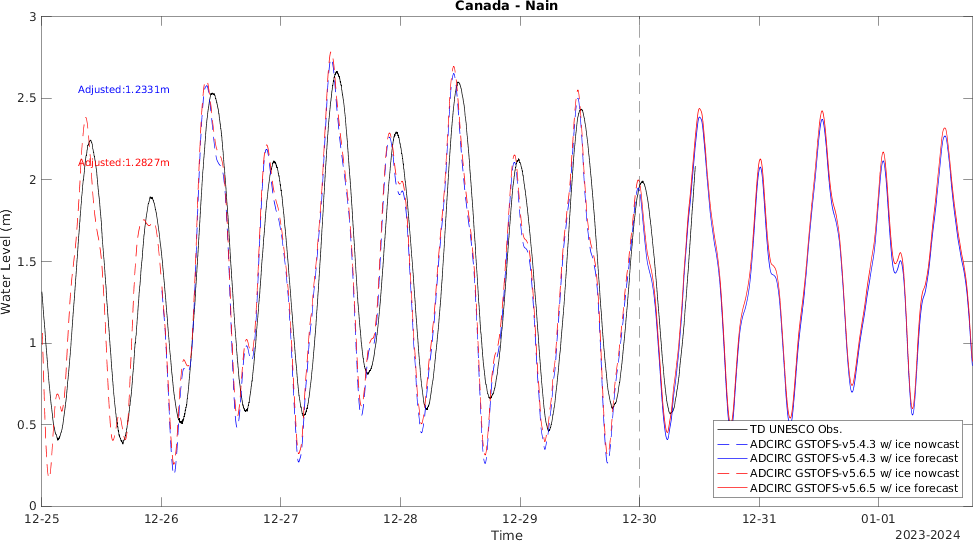 Canada - Nain
3
2.5
2
1.5
1
0.5
0
Water Level (m)
Adjusted:1.2331m
Adjusted:1.2827m
TD UNESCO Obs.
ADCIRC GSTOFS-v5.4.3 w/ ice nowcast
ADCIRC GSTOFS-v5.4.3 w/ ice forecast
ADCIRC GSTOFS-v5.6.5 w/ ice nowcast
ADCIRC GSTOFS-v5.6.5 w/ ice forecast
12-25 12-26 12-27 12-28 12-29 12-30 12-31 01-01
Time
2023-2024